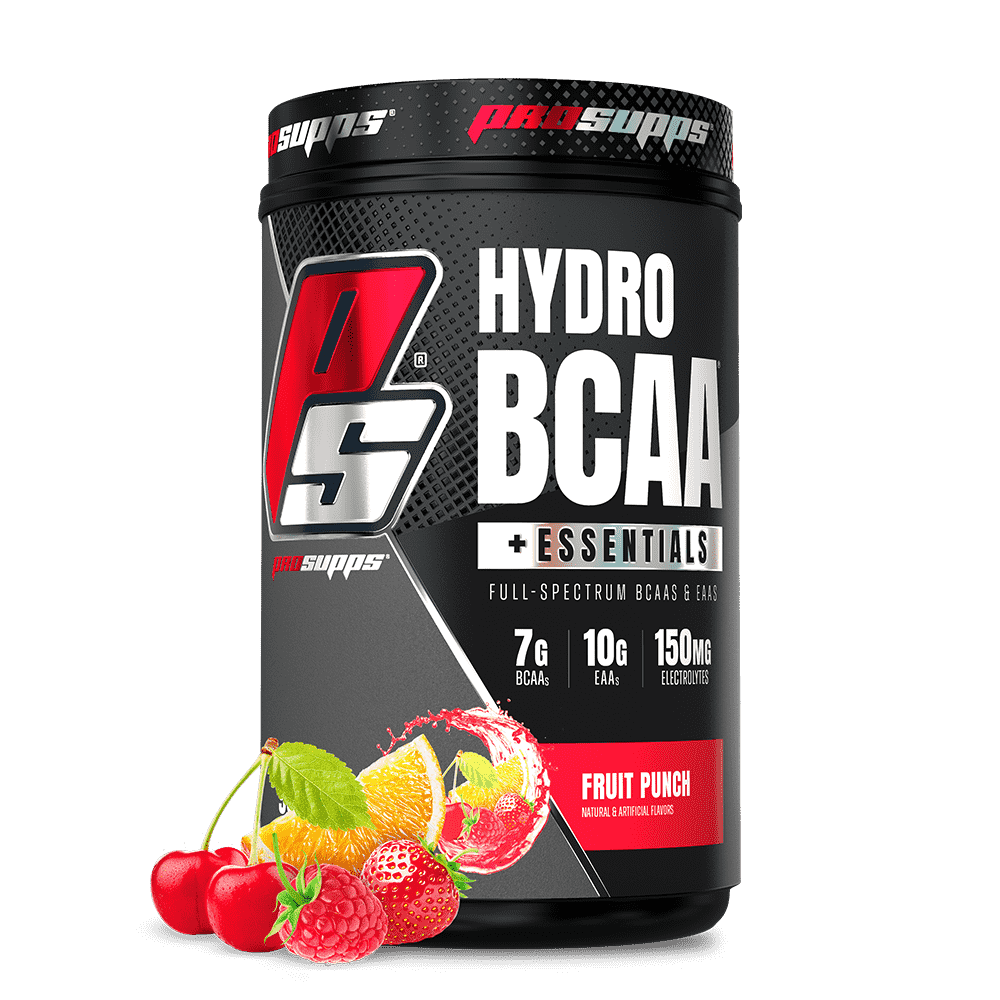 PROSUPPS®
PROSUPPS
PS®
PROSUPPS®
HYDRO
BCAA®
+ ESSENTIALS
FULL-SPECTRUM BCAAS & EAAS
7G
BCAAs
10G
EAAs
150MG
ELECTROLYTES
FRUIT PUNCH
NATURAL & ARTIFICIAL FLAVORS